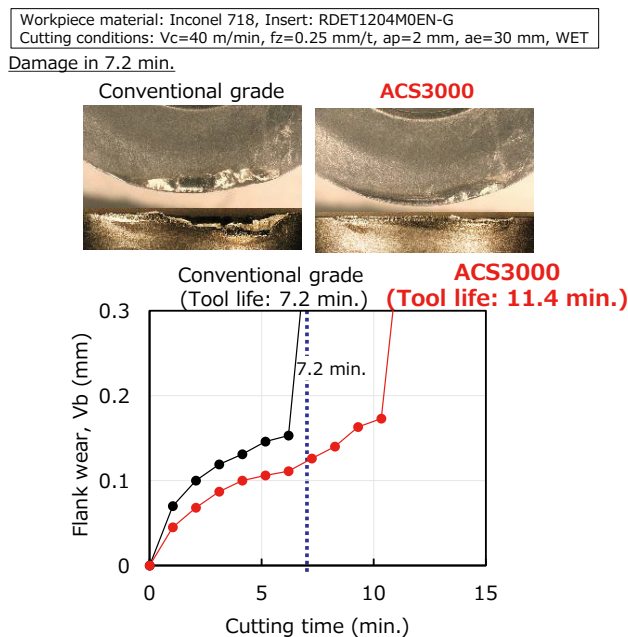 Workpiece material: Inconel 718, Insert: RDET1204M0EN-G
Cutting conditions: Vc=40 m/min, fz=0.25 mm/t, ap=2 mm, ae=30 mm, WET
Damage in 7.2 min.
Conventional grade
ACS3000
Conventional grade
(Tool life: 7.2 min.)
ACS3000
(Tool life: 11.4 min.)
0.3
0.2
0.1
0
Flank wear, Vb (mm)
7.2 min.
0 5 10 15
Cutting time (min.)